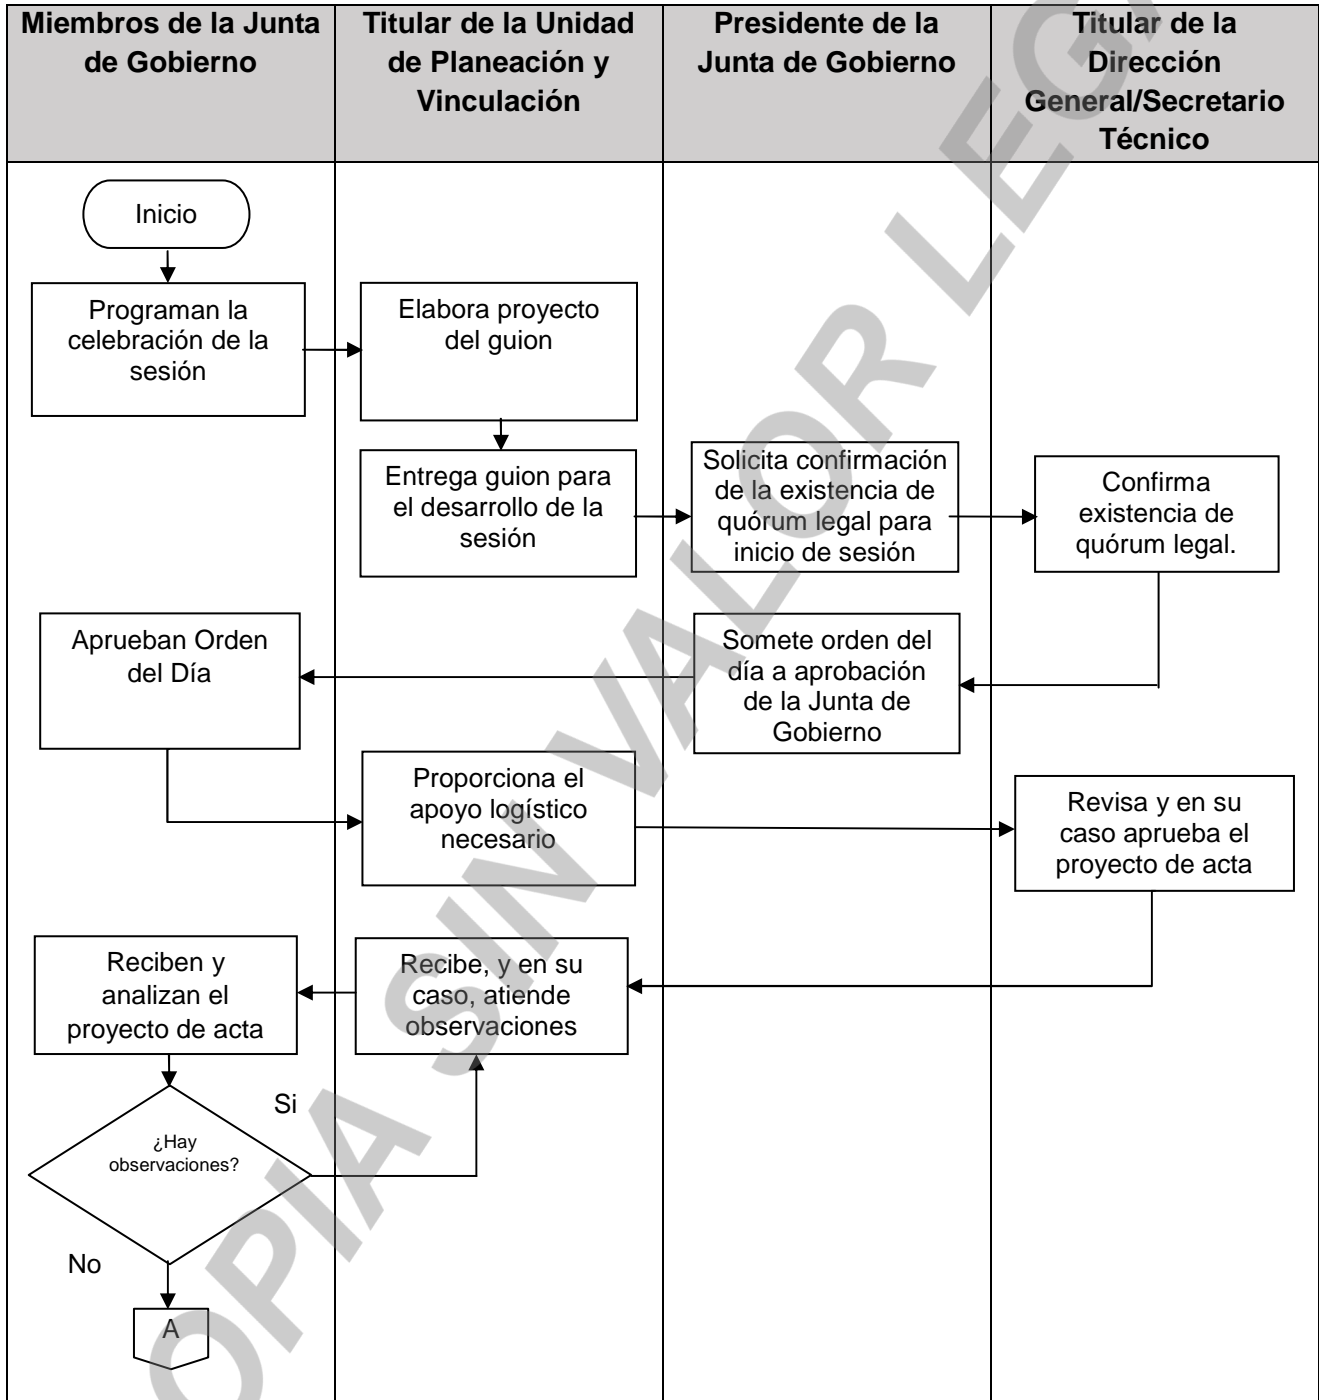 Miembros de la Junta
de Gobierno
Titular de la Unidad
de Planeación y
Vinculación
Presidente de la
Junta de Gobierno
Titular de la
Dirección
General/Secretario
Técnico
Inicio
Programan la
celebración de la
sesión
Elabora proyecto
del guion
Entrega guion para
el desarrollo de la
sesión
Solicita confirmación
de la existencia de
quórum legal para
inicio de sesión
Confirma
existencia de
quórum legal.
Somete orden del
día a aprobación
de la Junta de
Gobierno
Aprueban Orden
del Día
Proporciona el
apoyo logístico
necesario
Revisa y en su
caso aprueba el
proyecto de acta
Recibe, y en su
caso, atiende
observaciones
Reciben y
analizan el
proyecto de acta
¿Hay
observaciones?
Si
No
A
OPIA SIN VALOR LEGA